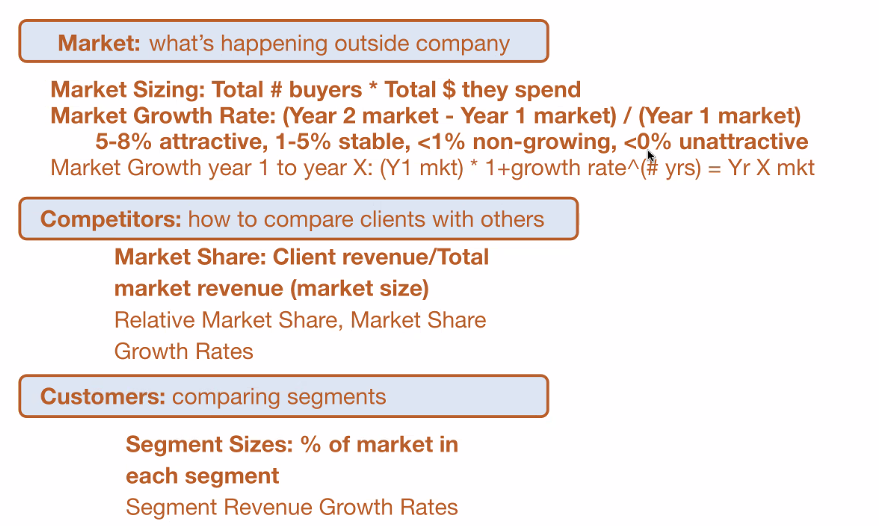 Market: what's happening outside company
Market Sizing: Total # buyers * Total $ they spend
Market Growth Rate: (Year 2 market - Year 1 market) / (Year 1 market)
5-8% attractive, 1-5% stable, <1% non-growing, <0% unattractive
Market Growth year 1 to year X: (Y1 mkt) * 1+growth rate^(# yrs) = Yr X mkt
Competitors: how to compare clients with others
Market Share: Client revenue/Total
market revenue (market size)
Relative Market Share, Market Share
Growth Rates
Customers: comparing segments
Segment Sizes: % of market in
each segment
Segment Revenue Growth Rates